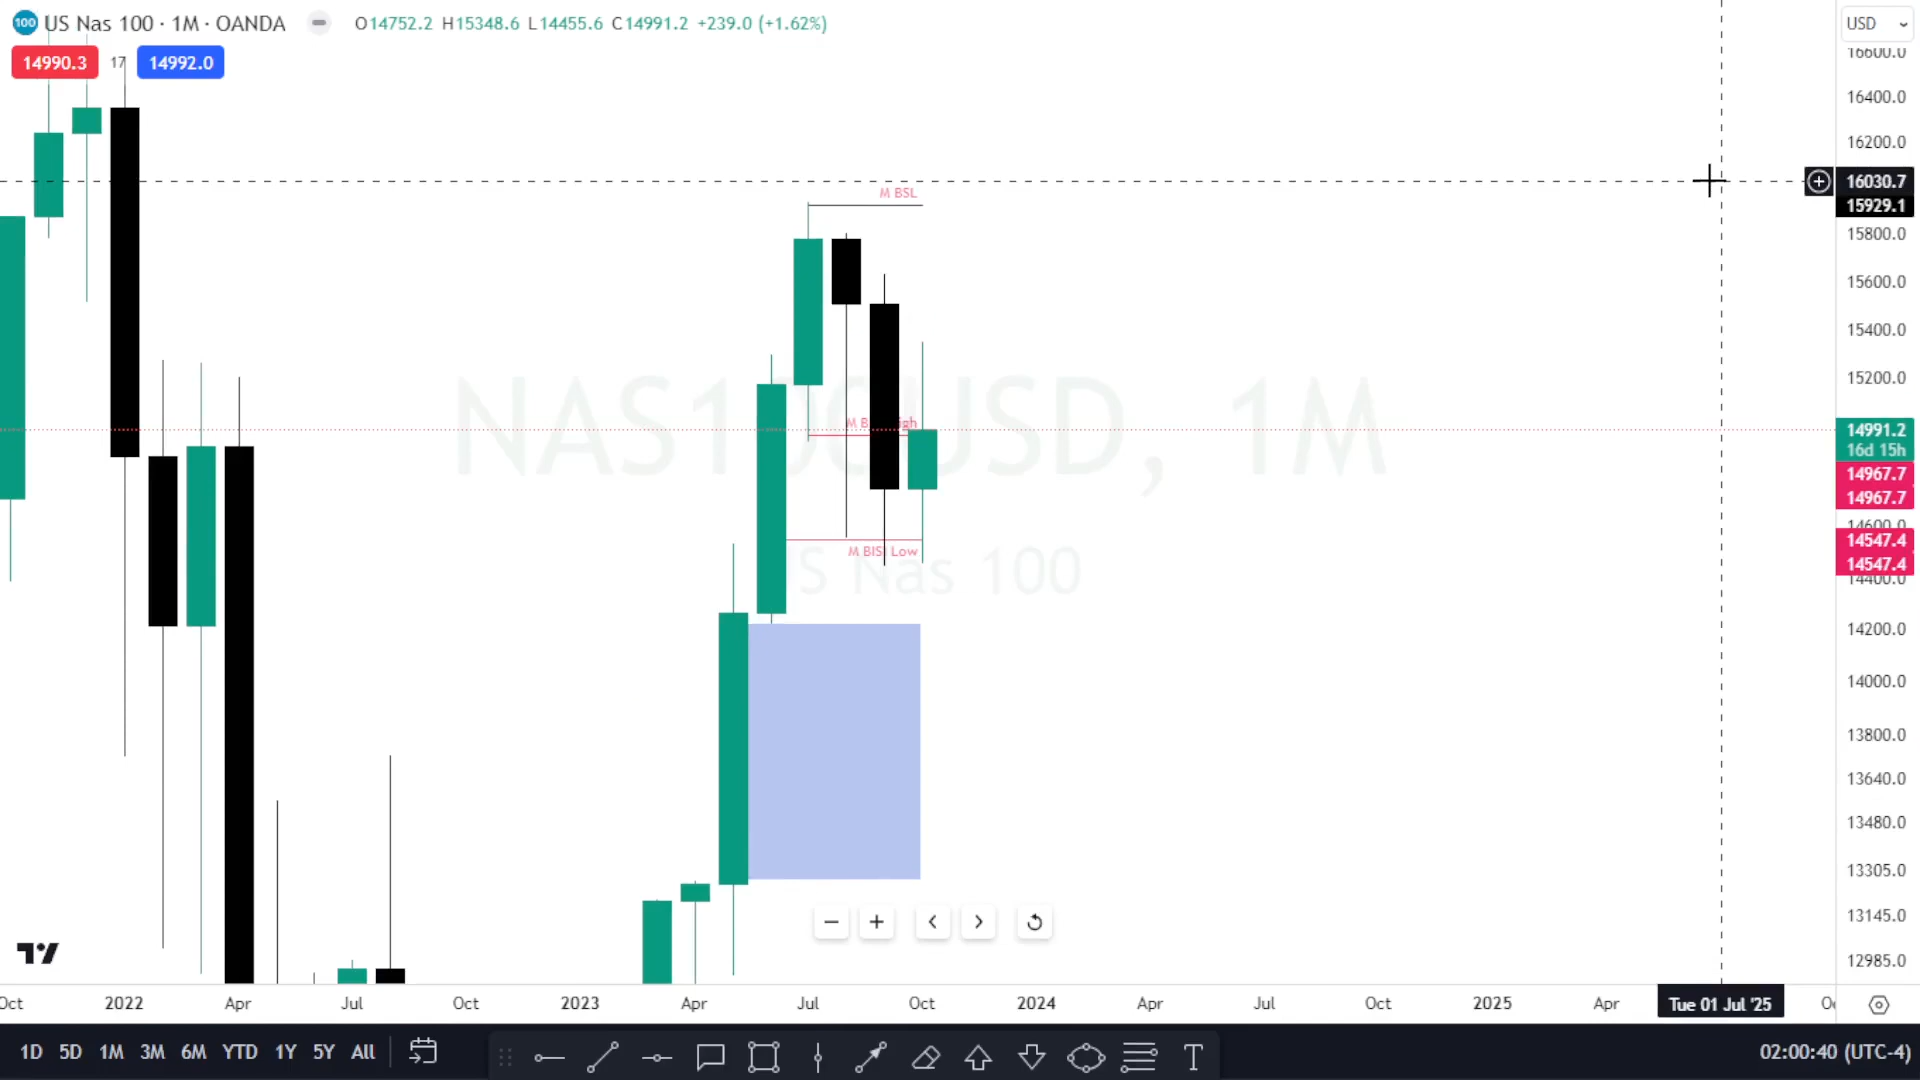 100 US Nas 100 · 1M · OANDA
O14752.2 H15348.6 L14455.6 C14991.2 +239.0 (+1.62%)
USD
14990.3 17 14992.0
16600.0
16400.0
16200.0
16030.7
15929.1
15800.0
15600.0
15400.0
15200.0
14991.2
16d 15h
14967.7
14967.7
14600.0
14547.4
14547.4
14400.0
14200.0
14000.0
13800.0
13640.0
13480.0
13305.0
13145.0
12985.0
M BSL
M BISI Low
NAS100USD, 1M
US Nas 100
Oct 2022 Apr Jul Oct 2023 Apr Jul Oct 2024 Apr Jul Oct 2025 Apr Tue 01 Jul '25
1D 5D 1M 3M 6M YTD 1Y 5Y All
T
02:00:40 (UTC-4)